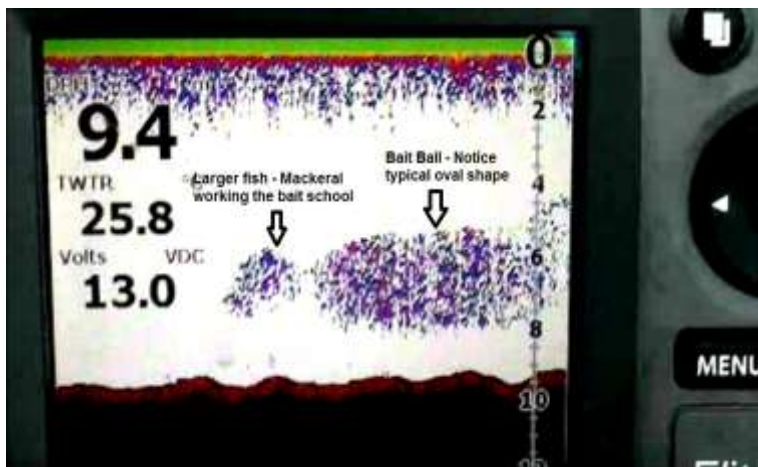 0
DEPTH
9.4
2
Larger fish - Mackeral
working the bait school
Bait Ball - Notice
typical oval shape
4
TWTR
25.8
Volts VDC
6
13.0
8
10
MENU